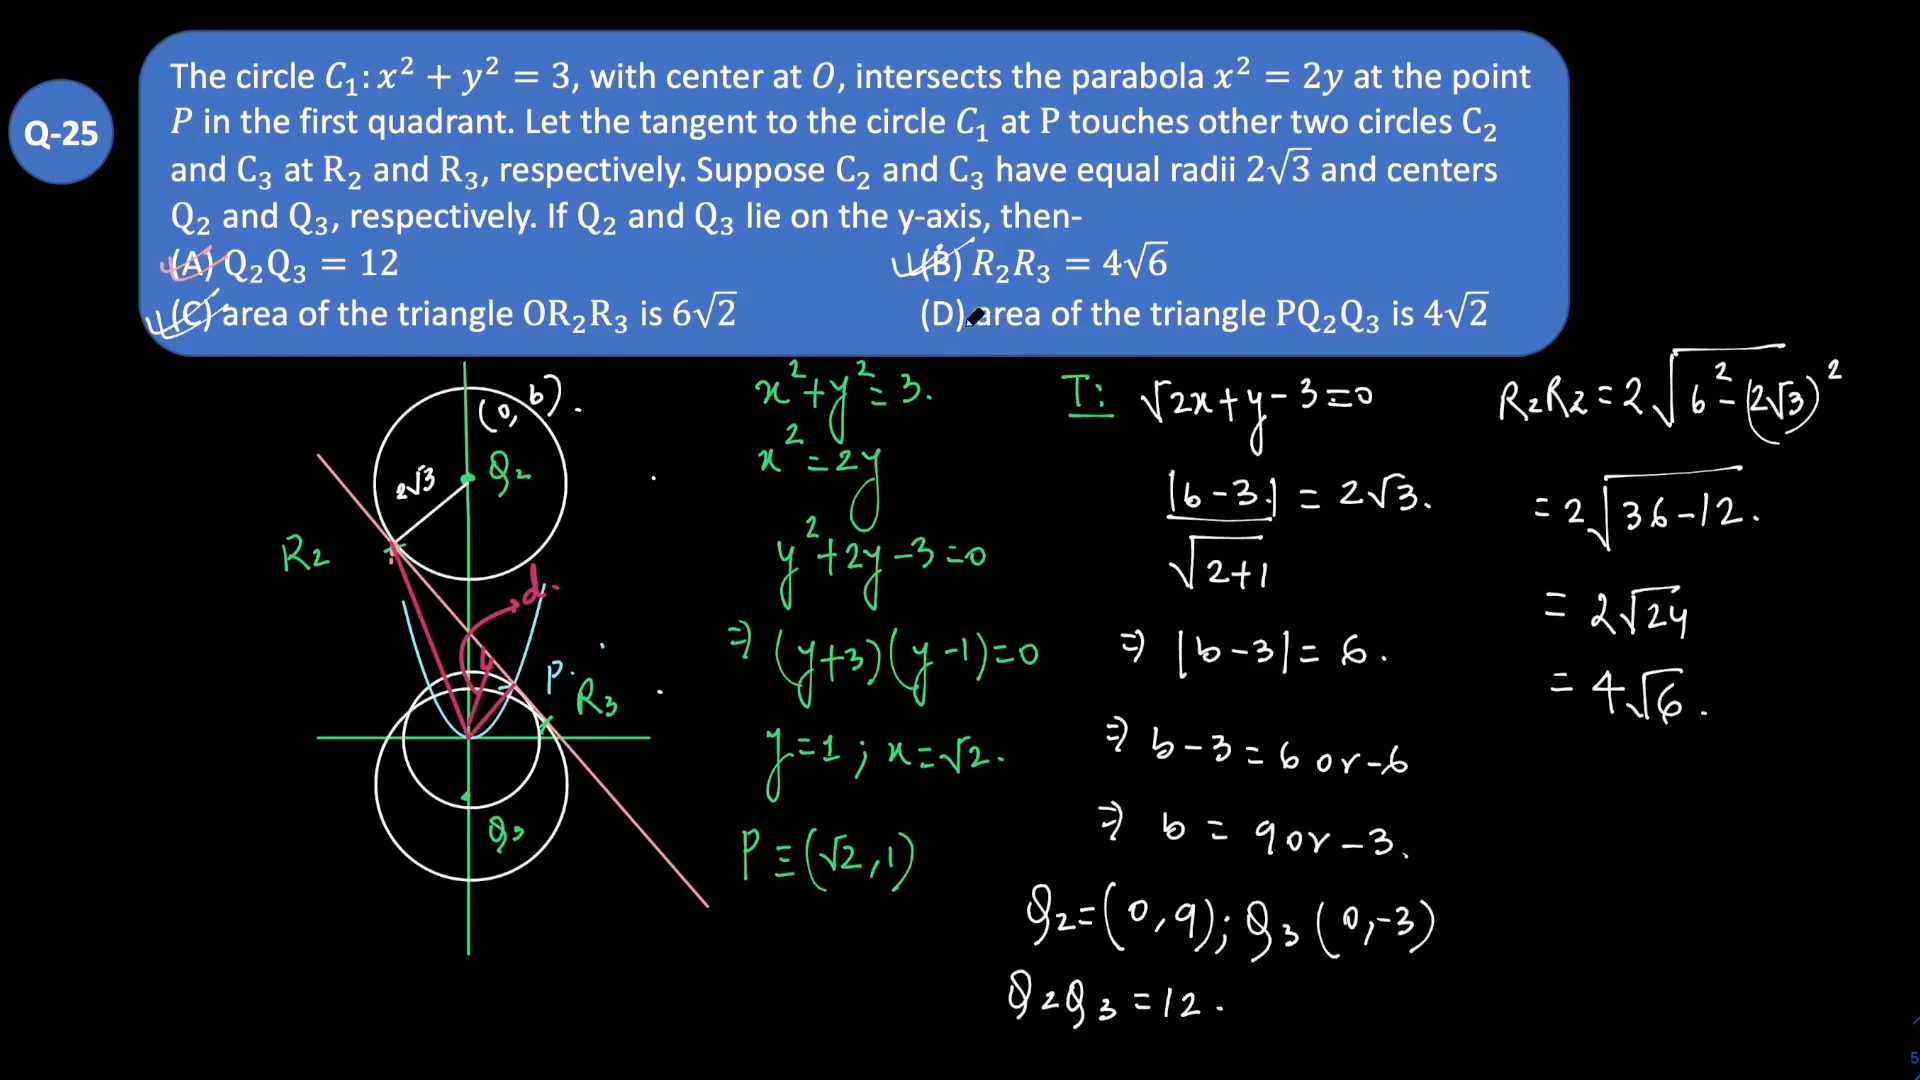 Q-25
The circle C₁: x² + y² = 3, with center at O, intersects the parabola x² = 2y at the point
P in the first quadrant. Let the tangent to the circle C₁ at P touches other two circles C₂
and C₃ at R₂ and R₃, respectively. Suppose C₂ and C₃ have equal radii 2√3 and centers
Q₂ and Q₃, respectively. If Q₂ and Q₃ lie on the y-axis, then-
(A) Q₂Q₃ = 12
(B) R₂R₃ = 4√6
(C) area of the triangle OR₂R₃ is 6√2
(D) area of the triangle PQ₂Q₃ is 4√2
(0, b).
Q₂
2√3
R₂
d.
P.
R₃
Q₃
x² + y² = 3.
x² = 2y
y² + 2y - 3 = 0
⇒ (y+3)(y-1) = 0
y = 1 ; x = √2.
P ≡ (√2, 1)
T: √2x + y - 3 = 0
|b-3| / √2+1 = 2√3.
⇒ |b-3| = 6.
⇒ b-3 = 6 or -6
⇒ b = 9 or -3.
Q₂ = (0, 9); Q₃ (0, -3)
Q₂Q₃ = 12.
R₂R₂ = 2√6² - (2√3)²
= 2√36-12.
= 2√24
= 4√6.
5